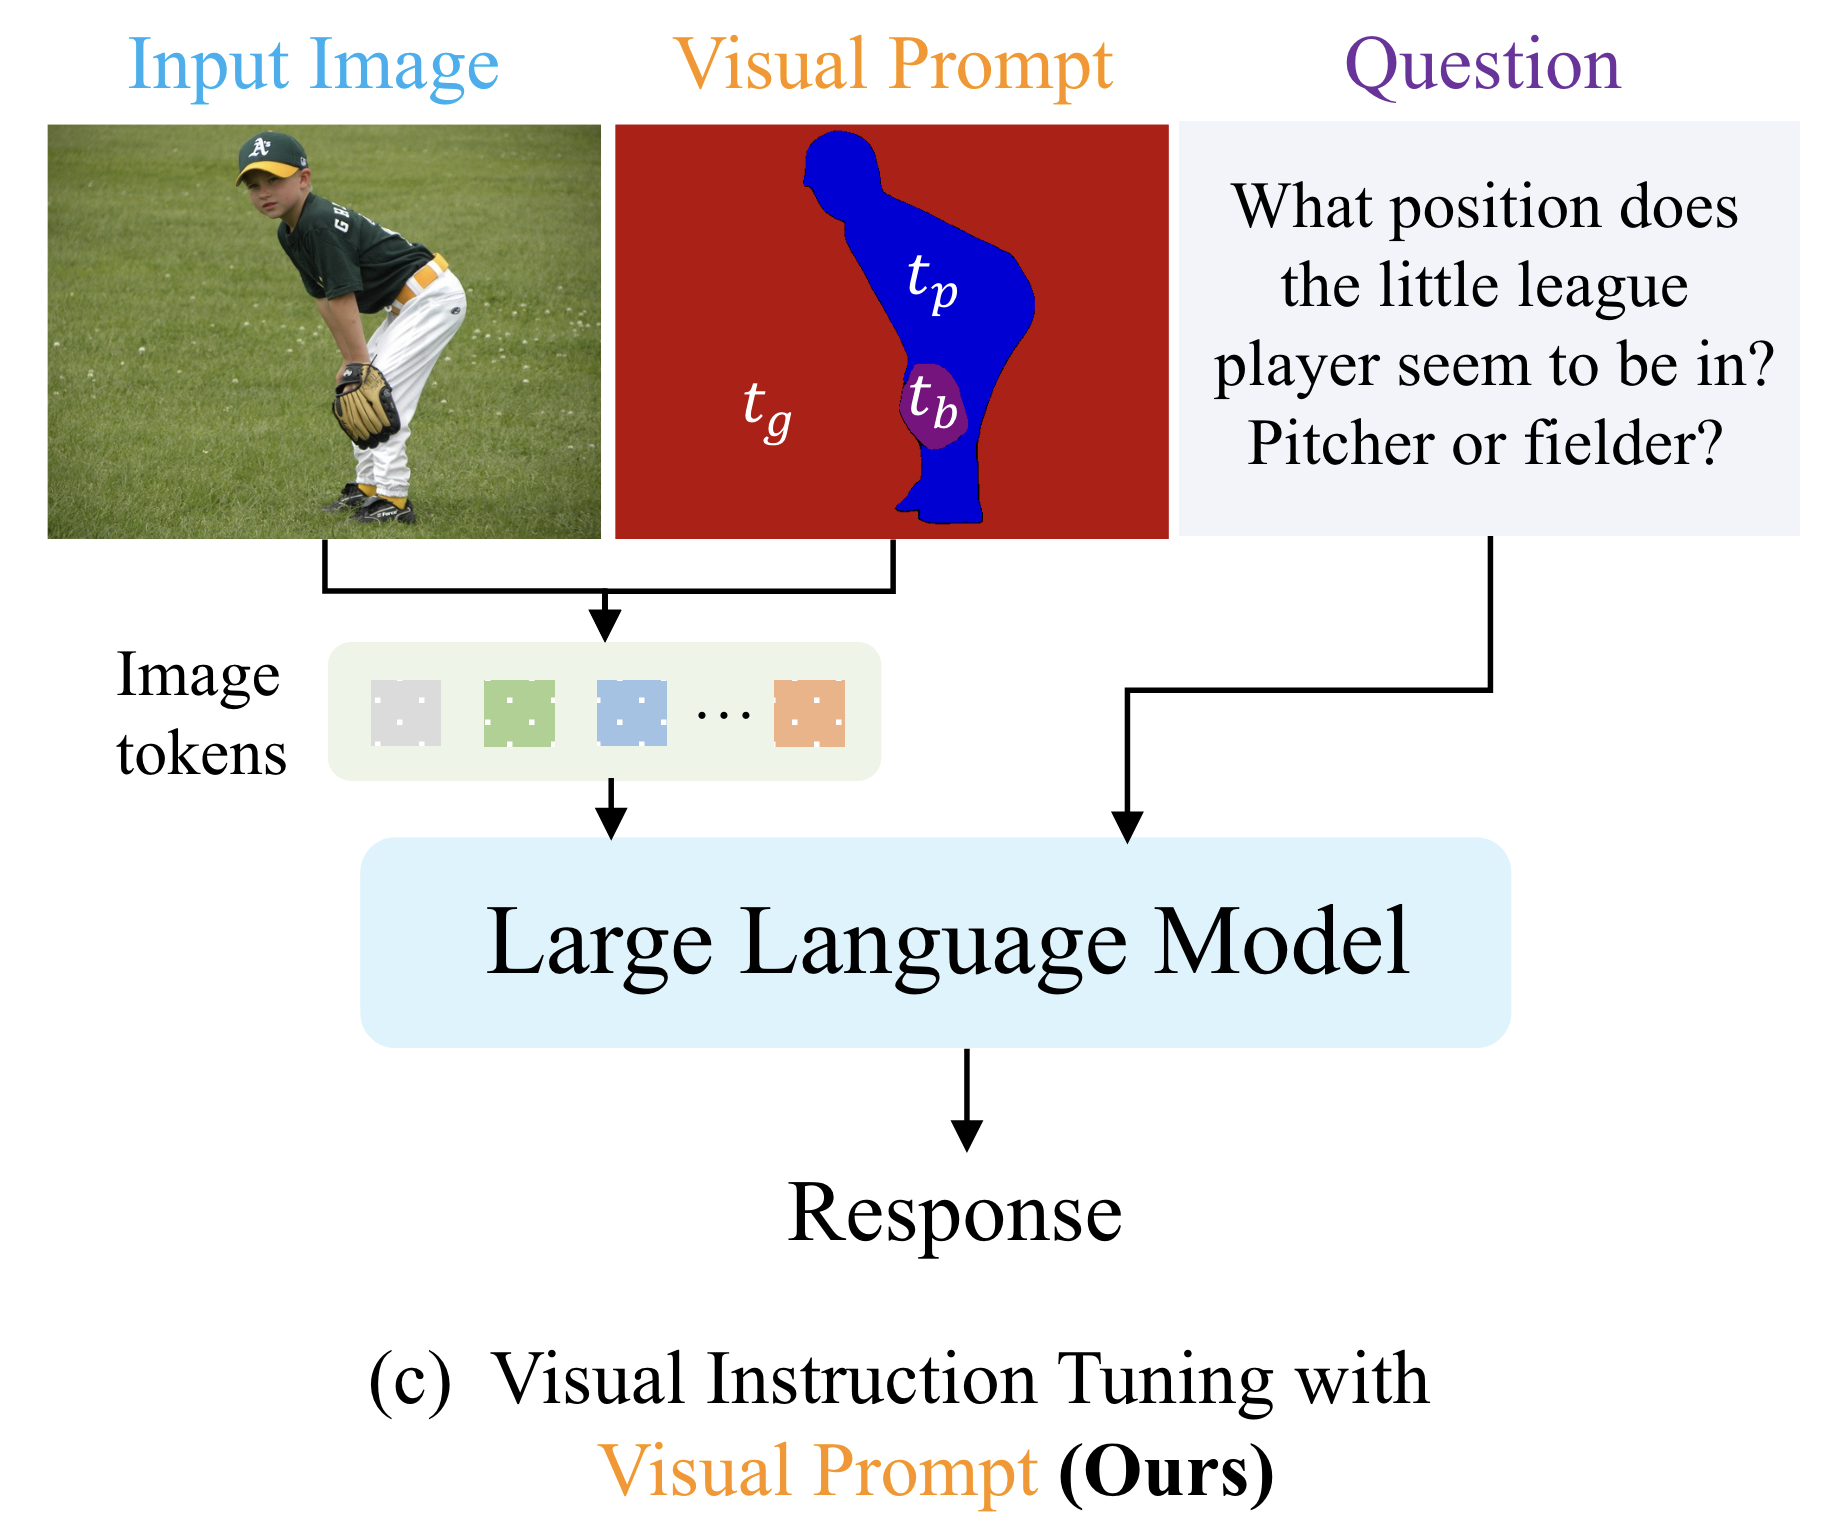 Input Image
Visual Prompt
Question
A's
G R
t_p
t_b
t_g
What position does
the little league
player seem to be in?
Pitcher or fielder?
Image
tokens
...
Large Language Model
Response
(c) Visual Instruction Tuning with
Visual Prompt (Ours)